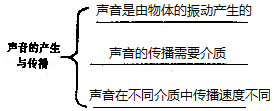 声音的产生
与传播
声音是由物体的振动产生的
声音的传播需要介质
声音在不同介质中传播速度不同